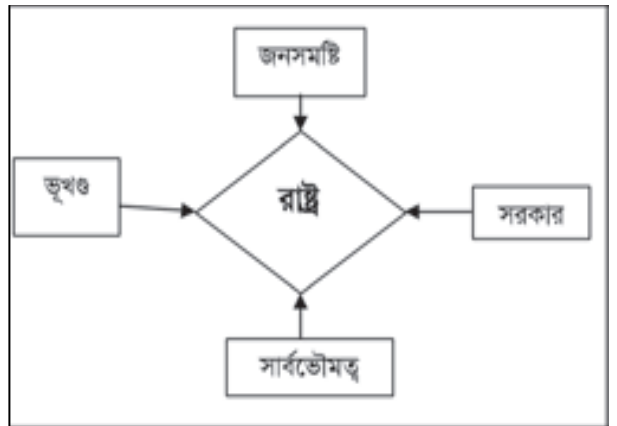 জনসমষ্টি
ভূখণ্ড
রাষ্ট্র
সরকার
সার্বভৌমত্ব